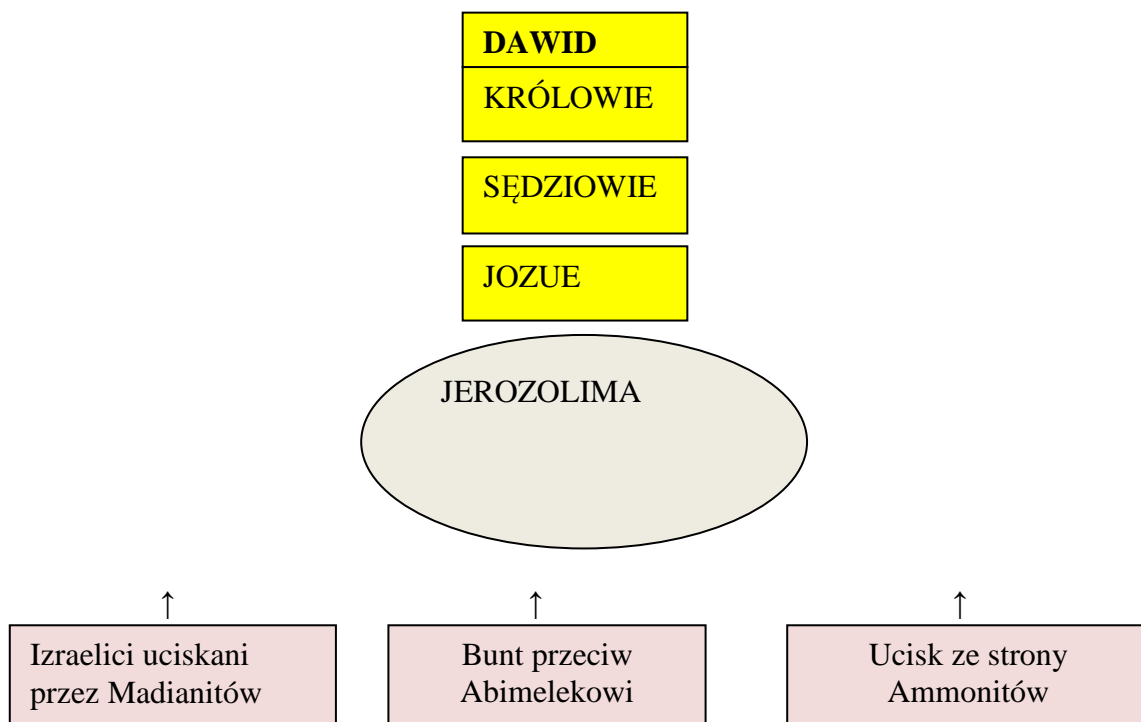 DAWID
KRÓLOWIE
SĘDZIOWIE
JOZUE
JEROZOLIMA
↑ ↑ ↑
Izraelici uciskani
przez Madianitów
Bunt przeciw
Abimelekowi
Ucisk ze strony
Ammonitów